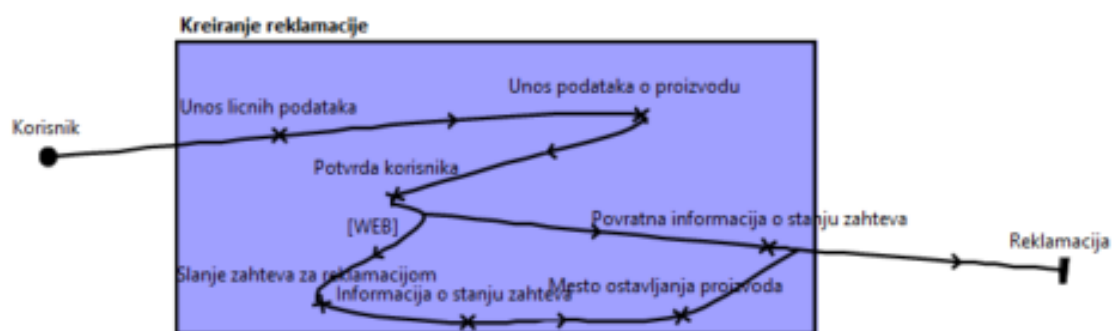 Kreiranje reklamacije
Unos podataka o proizvodu
Unos licnih podataka
Korisnik
Potvrda korisnika
[WEB]
Povratna informacija o stanju zahteva
Reklamacija
Slanje zahteva za reklamacijom
Informacija o stanju zahteva
Mesto ostavljanja proizvoda